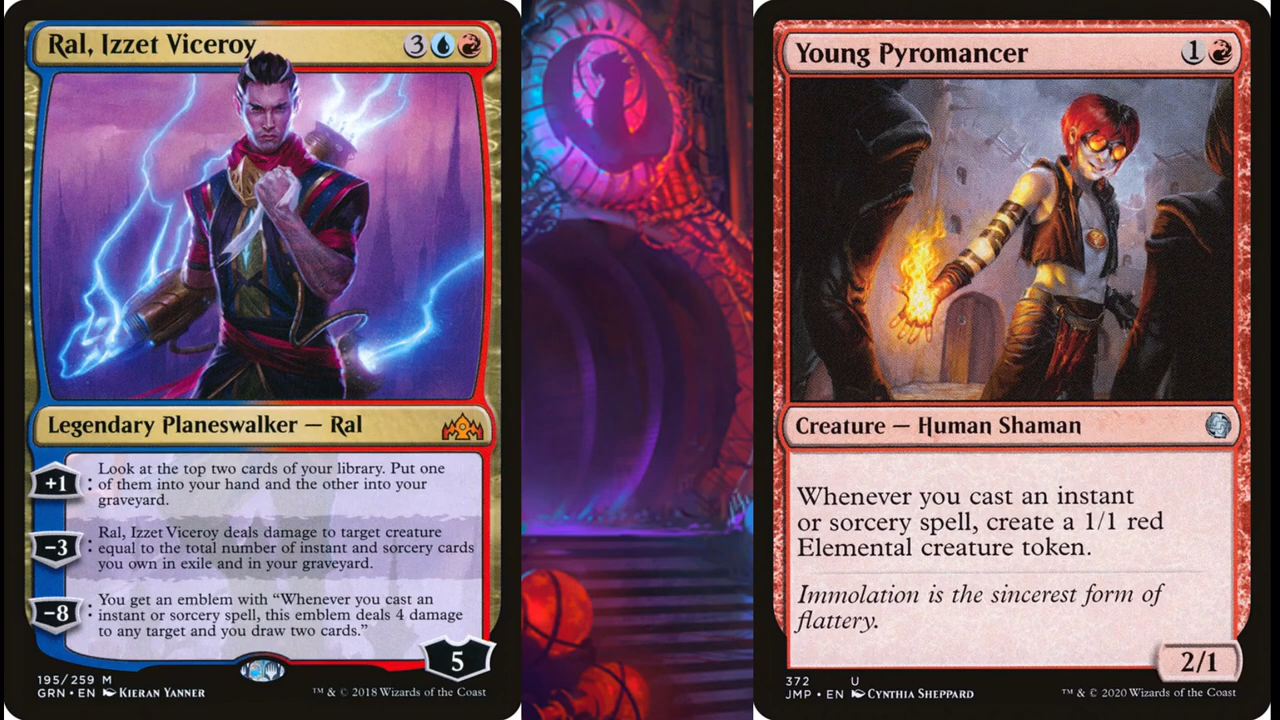 Ral, Izzet Viceroy 3
Legendary Planeswalker — Ral
+1 : Look at the top two cards of your library. Put one
of them into your hand and the other into your
graveyard.
−3 : Ral, Izzet Viceroy deals damage to target creature
equal to the total number of instant and sorcery cards
you own in exile and in your graveyard.
−8 : You get an emblem with “Whenever you cast an
instant or sorcery spell, this emblem deals 4 damage
to any target and you draw two cards.”
5
195/259 M
GRN • EN KIERAN YANNER
™ & © 2018 Wizards of the Coast
Young Pyromancer 1
Creature — Human Shaman
Whenever you cast an instant
or sorcery spell, create a 1/1 red
Elemental creature token.
Immolation is the sincerest form of
flattery.
2/1
372 U
JMP • EN CYNTHIA SHEPPARD
™ & © 2020 Wizards of the Coast